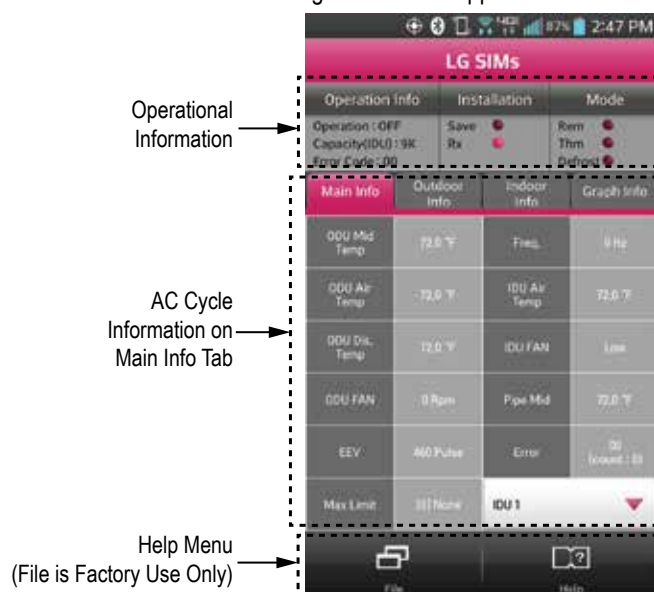 87% 2:47 PM
LG SIMs
Operation Info Installation Mode
Operation : OFF Save Rem
Capacity(IDU) : 9K Rx Thm
Error Code : 00 Defrost
Operational
Information
Main Info Outdoor Info Indoor Info Graph Info
ODU Mid Temp 72.0 °F Freq. 0 Hz
ODU Air Temp 72.0 °F IDU Air Temp 72.0 °F
ODU Dis. Temp 72.0 °F IDU FAN Low
ODU FAN 0 Rpm Pipe Mid 72.0 °F
EEV 460 Pulse Error 00
Max Limit None IDU 1
AC Cycle
Information on
Main Info Tab
Help Menu
(File is Factory Use Only)
File Help